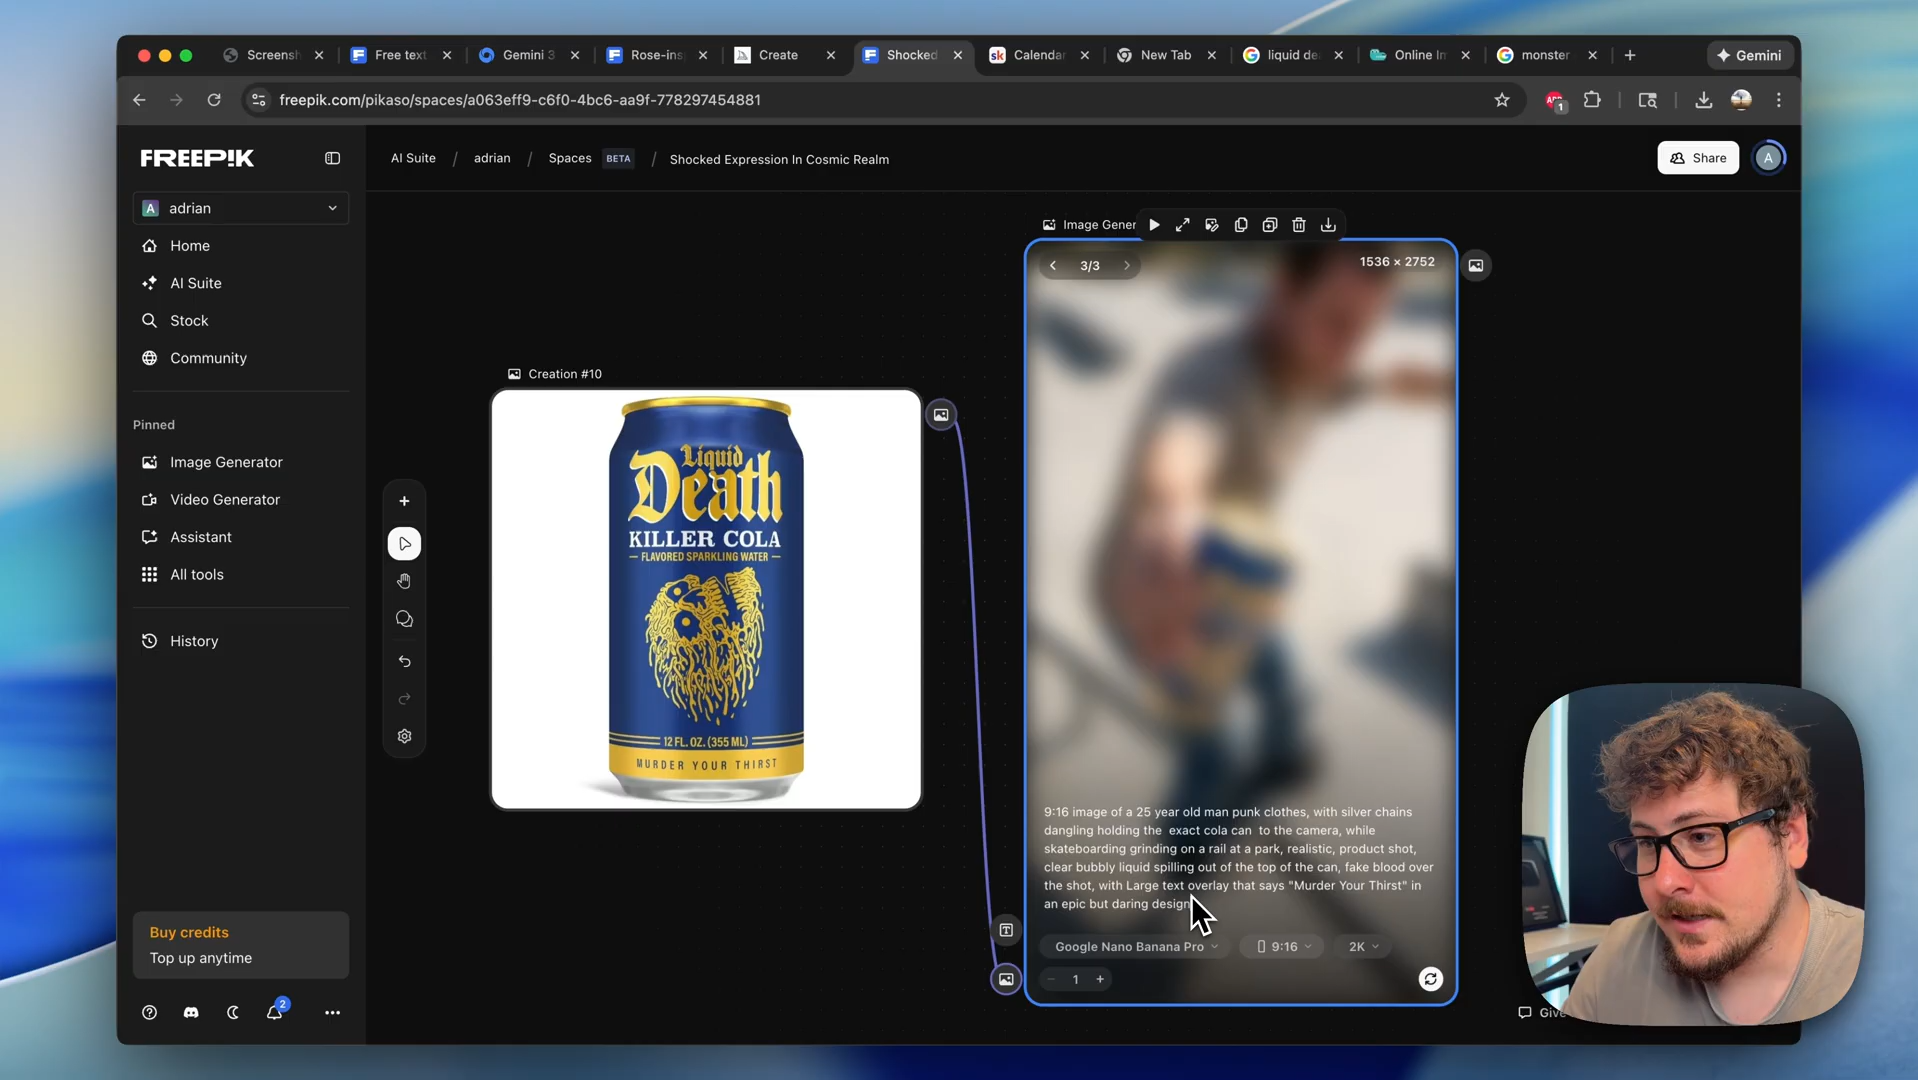 Screensh
Free text
Gemini 3
Rose-ins
Create
Shocked
sk
Calendar
New Tab
liquid de
Online Im
monster
Gemini
freepik.com/pikaso/spaces/a063eff9-c6f0-4bc6-aa9f-778297454881
1
FREEP!K
AI Suite / adrian / Spaces BETA / Shocked Expression In Cosmic Realm
Share
A
A adrian
Home
AI Suite
Stock
Community
Pinned
Image Generator
Video Generator
Assistant
All tools
History
Buy credits
Top up anytime
2
Creation #10
Liquid
Death
KILLER COLA
FLAVORED SPARKLING WATER
12 FL. OZ. (355 ML)
MURDER YOUR THIRST
Image Gener
3/3
1536 × 2752
9:16 image of a 25 year old man punk clothes, with silver chains
dangling holding the exact cola can to the camera, while
skateboarding grinding on a rail at a park, realistic, product shot,
clear bubbly liquid spilling out of the top of the can, fake blood over
the shot, with Large text overlay that says "Murder Your Thirst" in
an epic but daring design
Google Nano Banana Pro
9:16
2K
1
Give